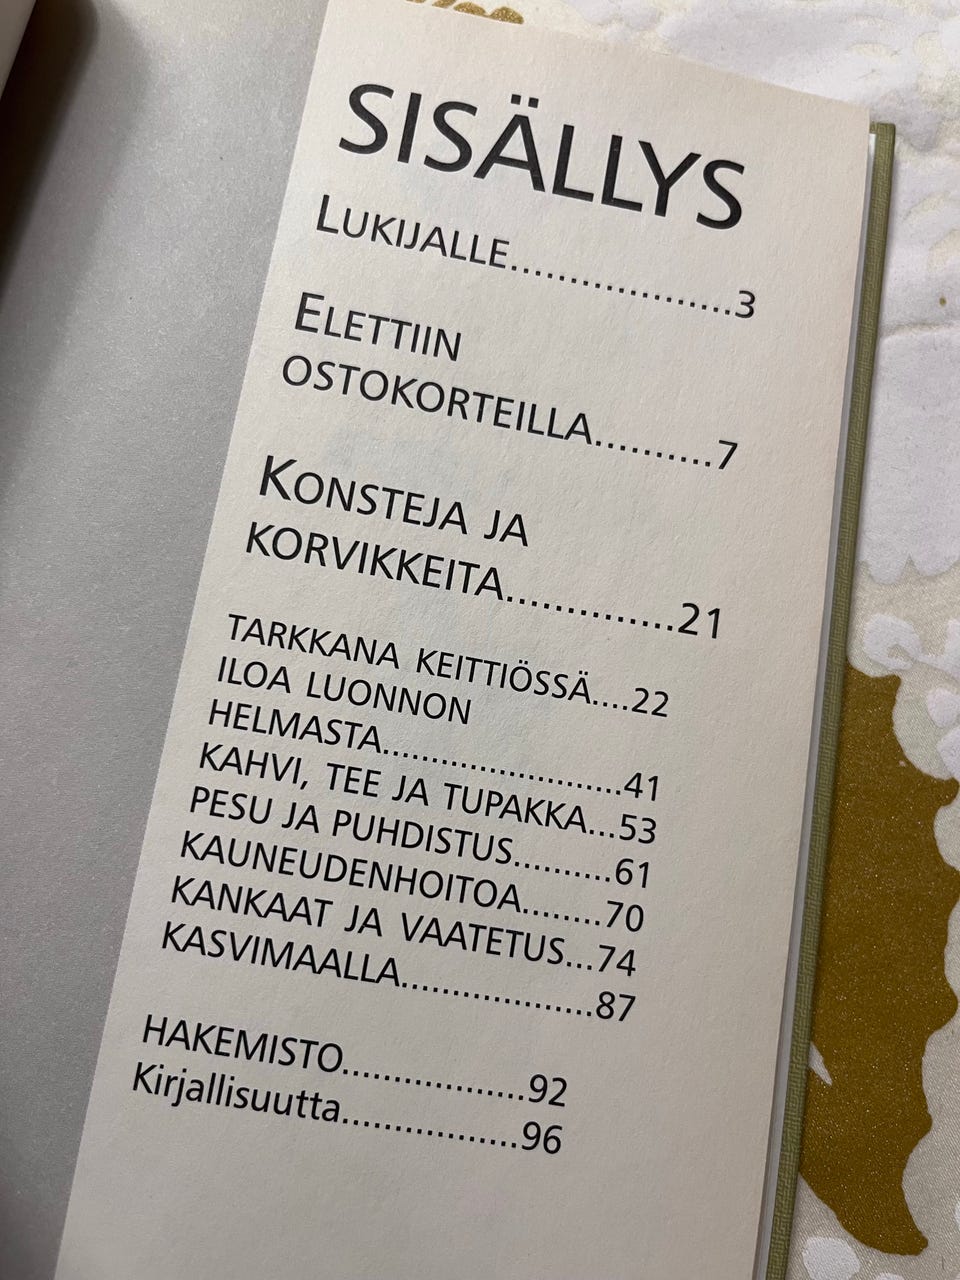 SISÄLLYS
LUKIJALLE...................3
ELETTIIN
OSTOKORTEILLA..........7
KONSTEJA JA
KORVIKKEITA..............21
TARKKANA KEITTIÖSSÄ....22
ILOA LUONNON
HELMASTA.......................41
KAHVI, TEE JA TUPAKKA...53
PESU JA PUHDISTUS..........61
KAUNEUDENHOITOA........70
KANKAAT JA VAATETUS...74
KASVIMAALLA..................87
HAKEMISTO.................92
Kirjallisuutta.................96